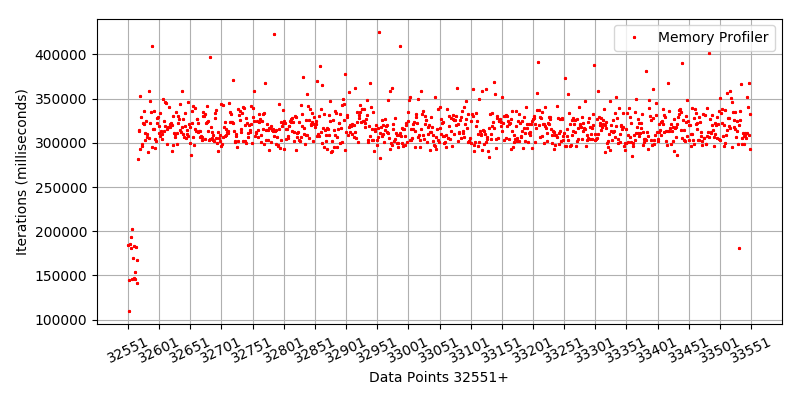 Memory Profiler
400000
350000
300000
250000
200000
150000
100000
Iterations (milliseconds)
32551 32601 32651 32701 32751 32801 32851 32901 32951 33001 33051 33101 33151 33201 33251 33301 33351 33401 33451 33501 33551
Data Points 32551+